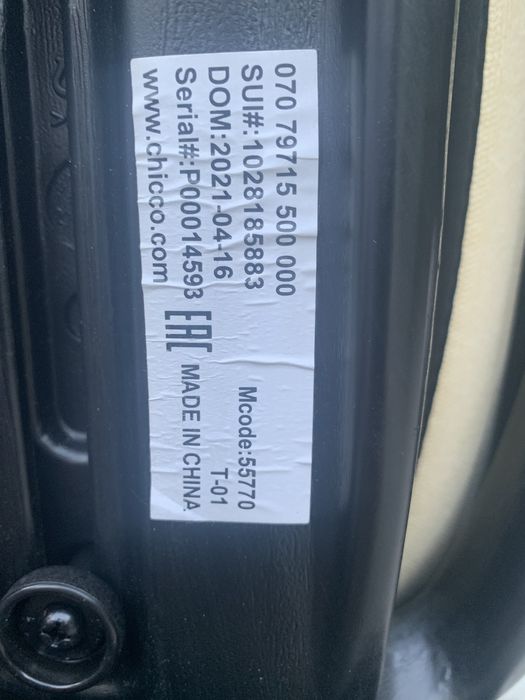 070 79715 500 000
SUI#:1028185883 Mcode:55770
DOM:2021-04-16 T-01
Serial#:P00014593 EAC MADE IN CHINA
www.chicco.com